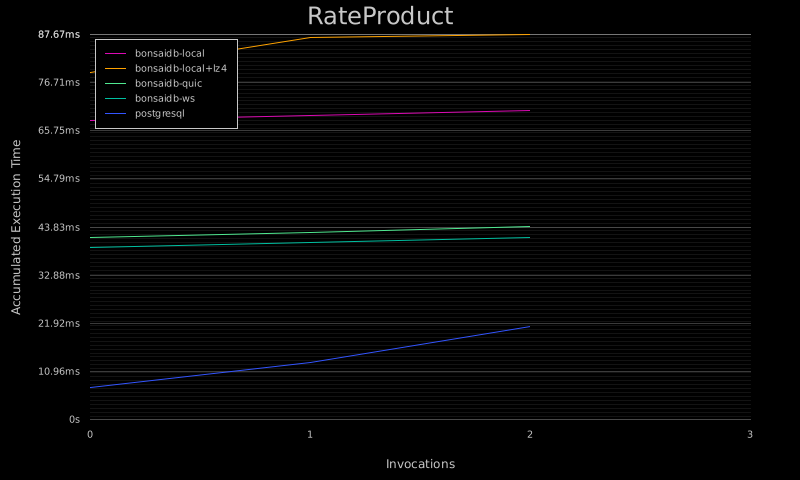 RateProduct
87.67ms
76.71ms
65.75ms
54.79ms
43.83ms
32.88ms
21.92ms
10.96ms
0s
bonsaidb-local
bonsaidb-local+lz4
bonsaidb-quic
bonsaidb-ws
postgresql
Accumulated Execution Time
0 1 2 3
Invocations